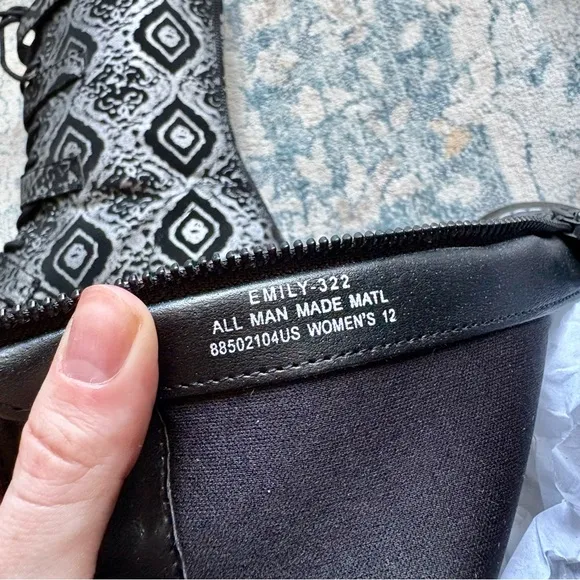 EMILY-322
ALL MAN MADE MATL
88502104US WOMEN'S 12